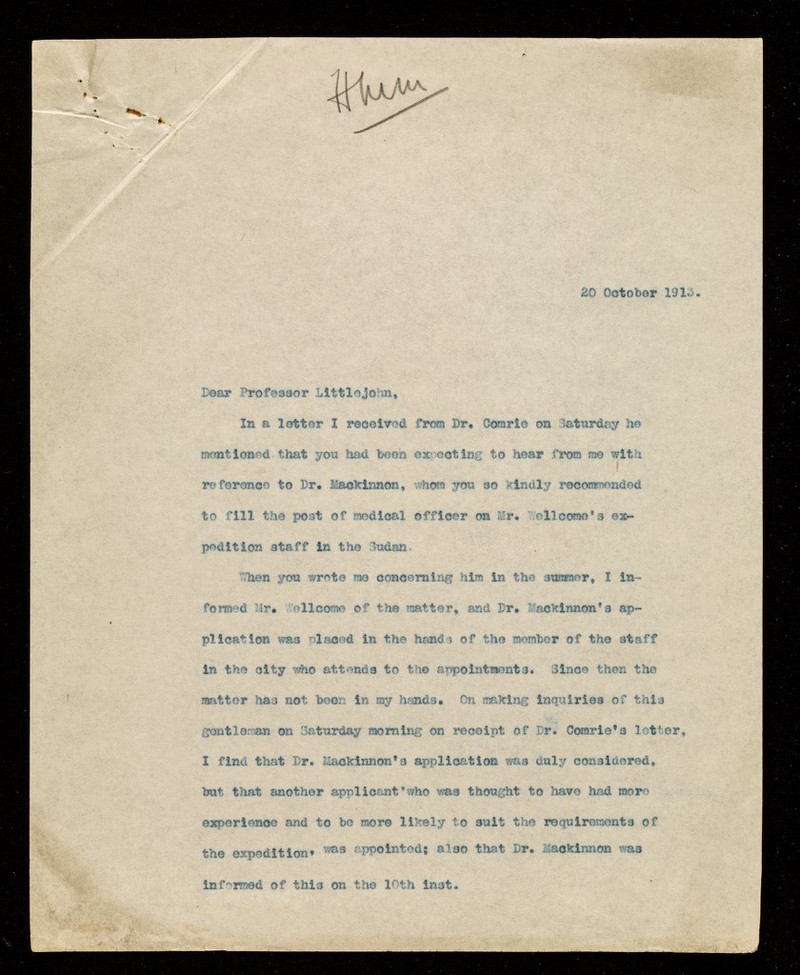 20 October 1913.
Dear Professor Littlejohn,
In a letter I received from Dr. Comrie on Saturday he
mentioned that you had been expecting to hear from me with
reference to Dr. Mackinnon, whom you so kindly recommended
to fill the post of medical officer on Mr. Wellcome's ex-
pedition staff in the Sudan.
When you wrote me concerning him in the summer, I in-
formed Mr. Wellcome of the matter, and Dr. Mackinnon's ap-
plication was placed in the hands of the member of the staff
in the city who attends to the appointments. Since then the
matter has not been in my hands. On making inquiries of this
gentleman on Saturday morning on receipt of Dr. Comrie's letter,
I find that Dr. Mackinnon's application was duly considered,
but that another applicant'who was thought to have had more
experience and to be more likely to suit the requirements of
the expedition' was appointed; also that Dr. Mackinnon was
informed of this on the 10th inst.